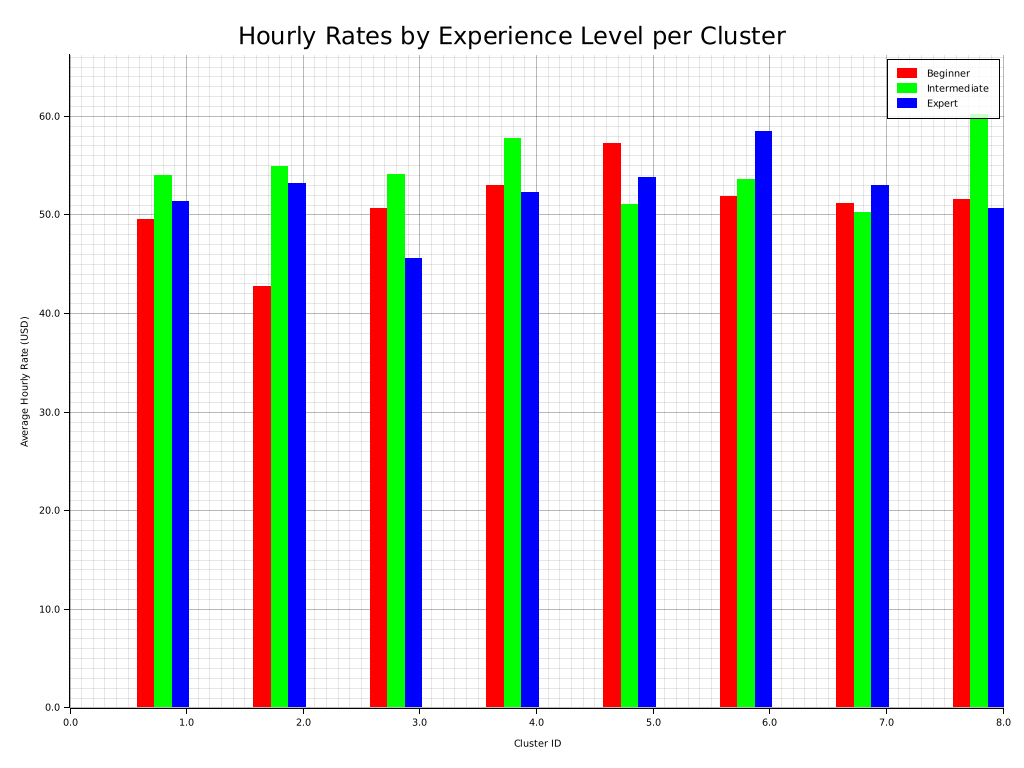 Hourly Rates by Experience Level per Cluster
Beginner
Intermediate
Expert
Average Hourly Rate (USD)
60.0
50.0
40.0
30.0
20.0
10.0
0.0
0.0 1.0 2.0 3.0 4.0 5.0 6.0 7.0 8.0
Cluster ID